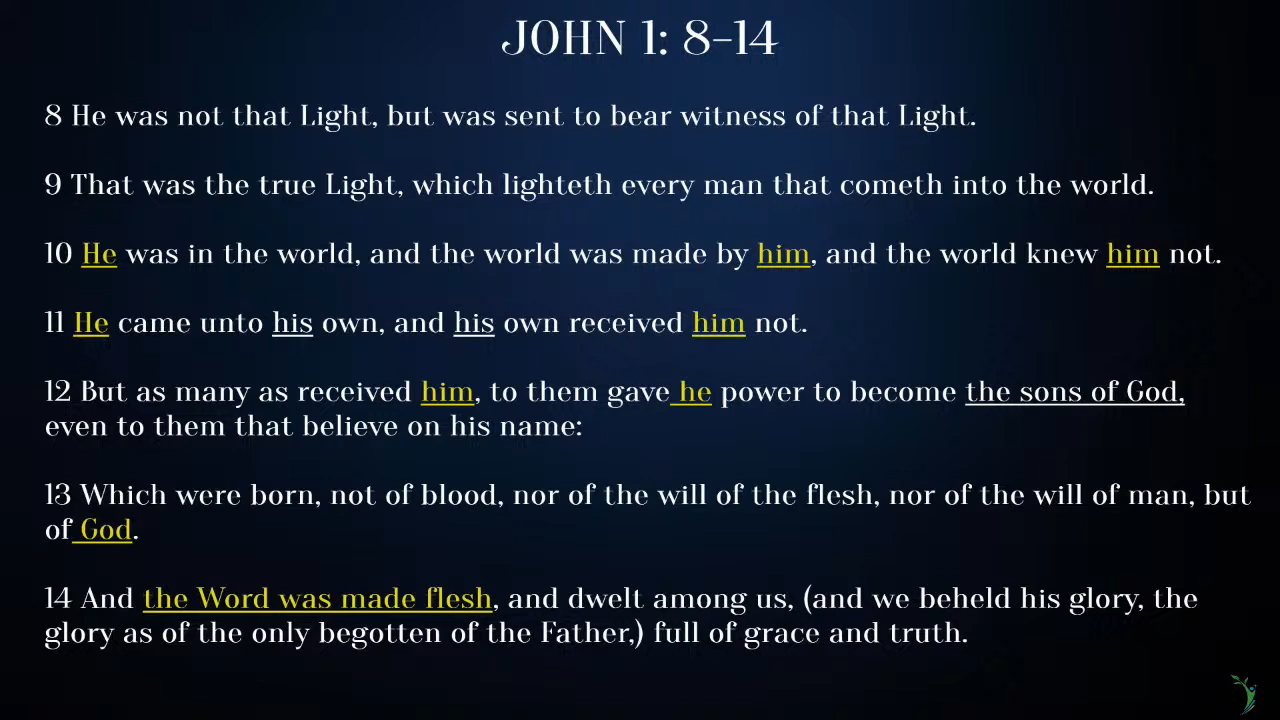 JOHN 1: 8-14
8 He was not that Light, but was sent to bear witness of that Light.
9 That was the true Light, which lighteth every man that cometh into the world.
10 He was in the world, and the world was made by him, and the world knew him not.
11 He came unto his own, and his own received him not.
12 But as many as received him, to them gave he power to become the sons of God,
even to them that believe on his name:
13 Which were born, not of blood, nor of the will of the flesh, nor of the will of man, but
of God.
14 And the Word was made flesh, and dwelt among us, (and we beheld his glory, the
glory as of the only begotten of the Father,) full of grace and truth.